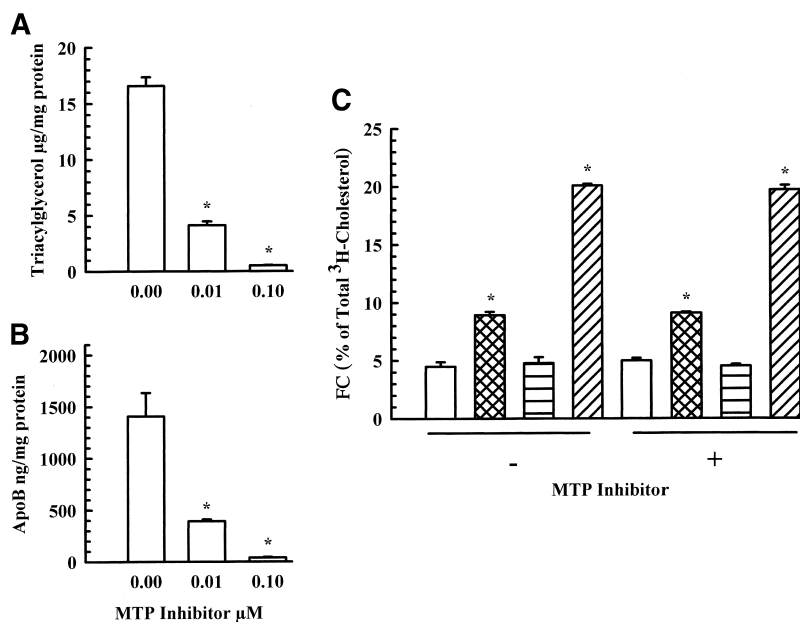 A
Triacylglycerol µg/mg protein
20
15
10
5
0
*
*
0.00 0.01 0.10
B
ApoB ng/mg protein
2000
1500
1000
500
0
*
*
0.00 0.01 0.10
MTP Inhibitor µM
C
FC ( % of Total ³H-Cholesterol)
25
20
15
10
5
0
* * * *
- +
MTP Inhibitor